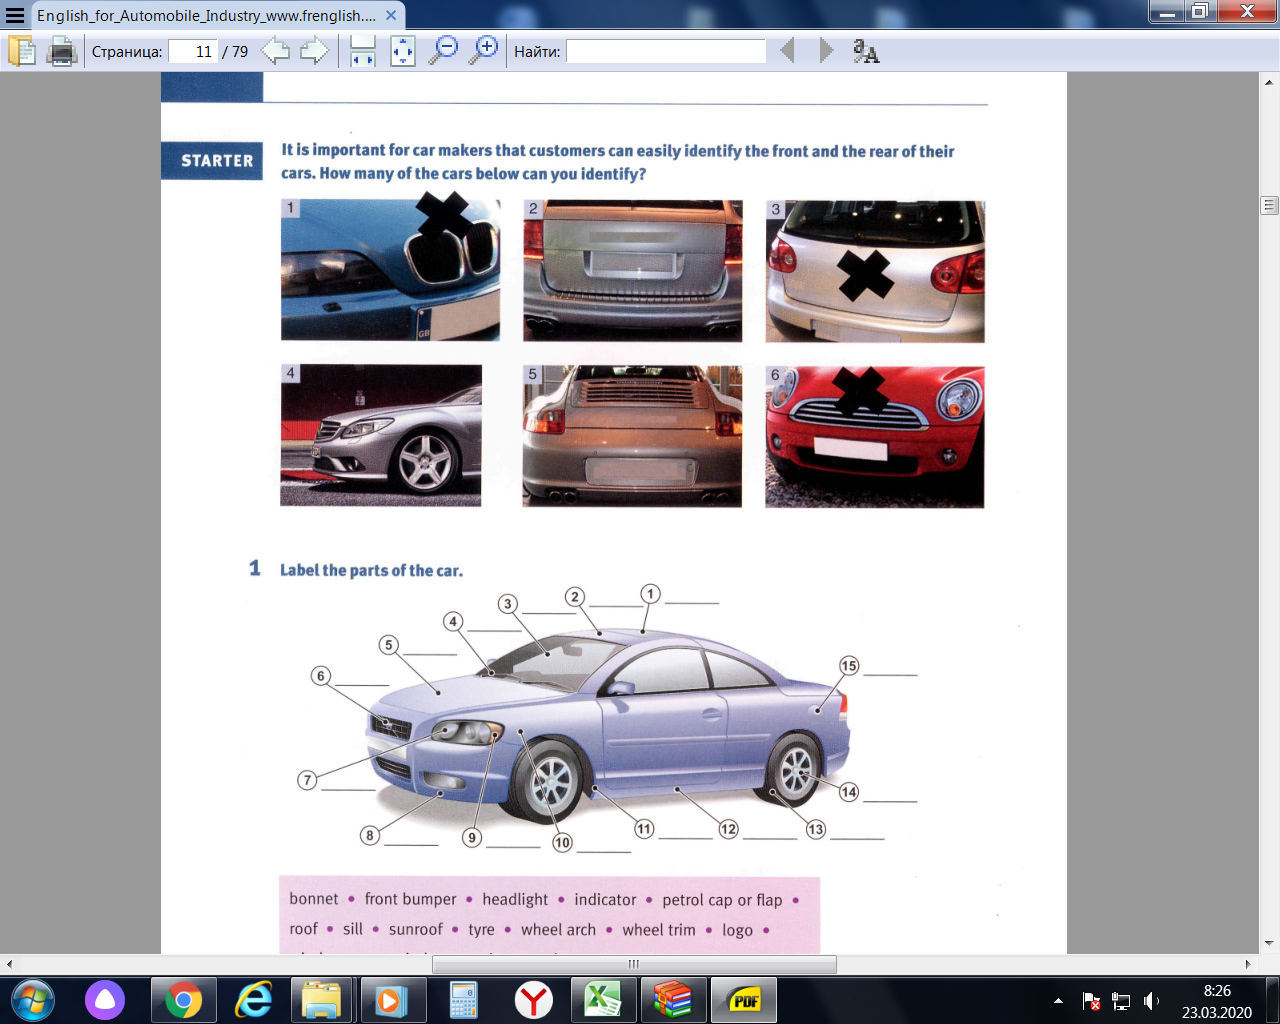 English_for_Automobile_Industry_www.frenglish....
Страница: 11 / 79 Найти:
STARTER
It is important for car makers that customers can easily identify the front and the rear of their
cars. How many of the cars below can you identify?
1 2 3
GB
4 5 6
1 Label the parts of the car.
1
2
3
4
5
6
7
8
9
10
11
12
13
14
15
bonnet • front bumper • headlight • indicator • petrol cap or flap •
roof • sill • sunroof • tyre • wheel arch • wheel trim • logo •
PDF
8:26
23.03.2020